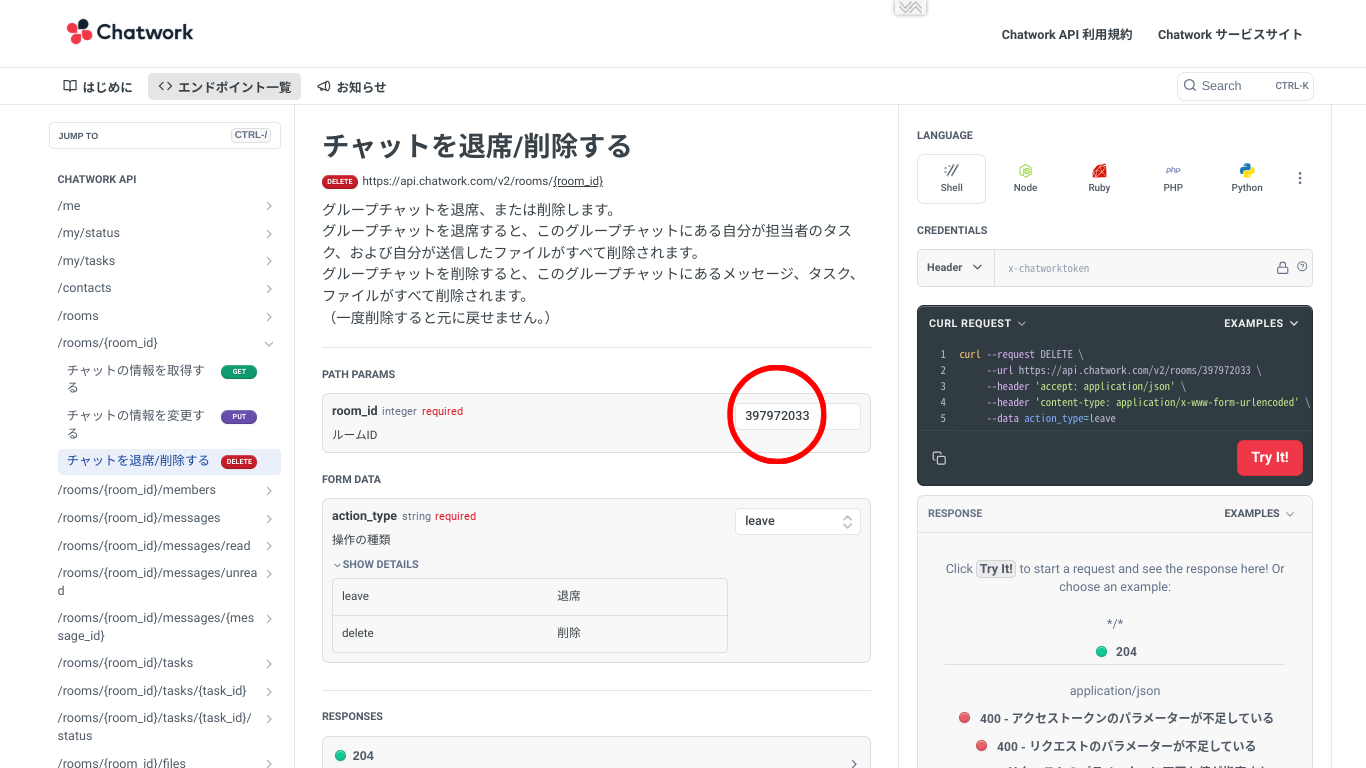 Chatwork
Chatwork API 利用規約
Chatwork サービスサイト
はじめに
エンドポイント一覧
お知らせ
Search
CTRL-K
JUMP TO
CTRL-/
CHATWORK API
/me
/my/status
/my/tasks
/contacts
/rooms
/rooms/{room_id}
チャットの情報を取得す
る
GET
チャットの情報を変更す
る
PUT
チャットを退席/削除する
DELETE
/rooms/{room_id}/members
/rooms/{room_id}/messages
/rooms/{room_id}/messages/read
/rooms/{room_id}/messages/unrea
d
/rooms/{room_id}/messages/{mes
sage_id}
/rooms/{room_id}/tasks
/rooms/{room_id}/tasks/{task_id}
/rooms/{room_id}/tasks/{task_id}/
status
/rooms/{room_id}/files
チャットを退席/削除する
DELETE https://api.chatwork.com/v2/rooms/{room_id}
グループチャットを退席、または削除します。
グループチャットを退席すると、このグループチャットにある自分が担当者のタス
ク、および自分が送信したファイルがすべて削除されます。
グループチャットを削除すると、このグループチャットにあるメッセージ、タスク、
ファイルがすべて削除されます。
（一度削除すると元に戻せません。）
PATH PARAMS
room_id integer required
397972033
ルームID
FORM DATA
action_type string required
leave
操作の種類
SHOW DETAILS
leave 退席
delete 削除
RESPONSES
204
LANGUAGE
Shell
Node
Ruby
php
PHP
Python
CREDENTIALS
Header
x-chatworktoken
CURL REQUEST
EXAMPLES
1 curl --request DELETE \
2 --url https://api.chatwork.com/v2/rooms/397972033 \
3 --header 'accept: application/json' \
4 --header 'content-type: application/x-www-form-urlencoded' \
5 --data action_type=leave
Try It!
RESPONSE
EXAMPLES
Click Try It! to start a request and see the response here! Or
choose an example:
*/*
204
application/json
400 - アクセストークンのパラメーターが不足している
400 - リクエストのパラメーターが不足している